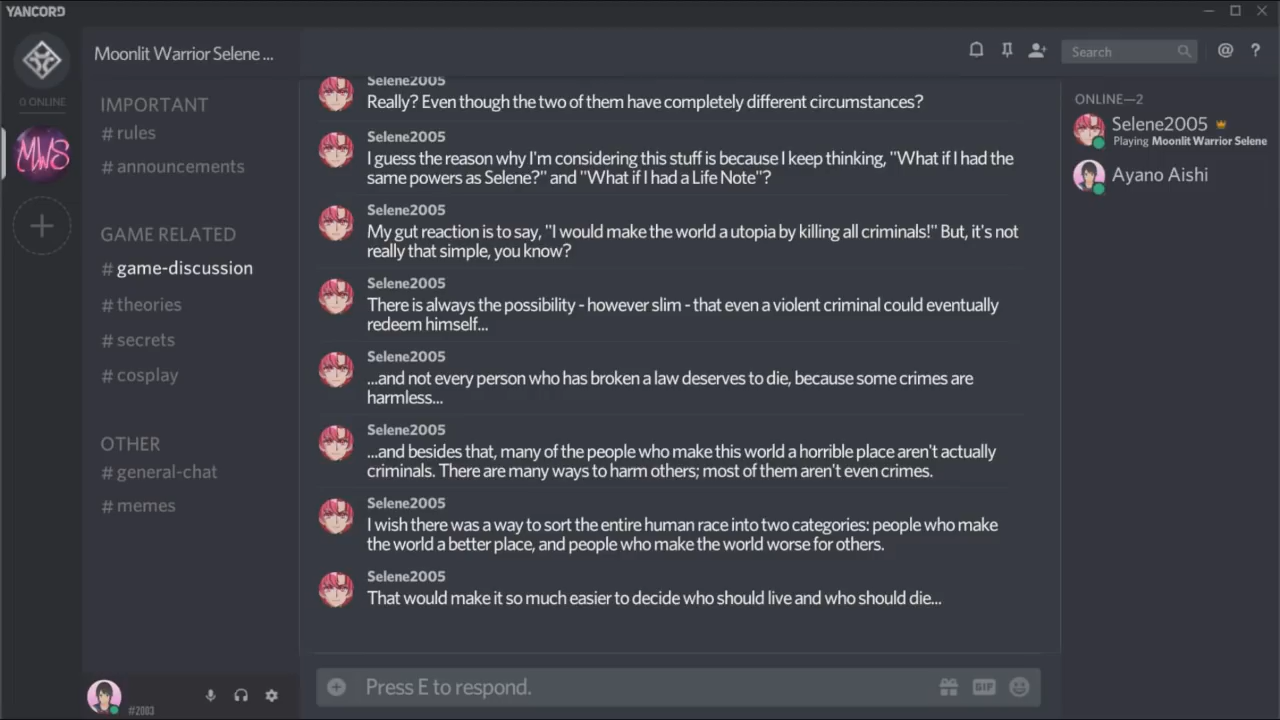 YANCORD
0 ONLINE
MWS
Moonlit Warrior Selene ...
Search
@
?
IMPORTANT
# rules
# announcements
GAME RELATED
# game-discussion
# theories
# secrets
# cosplay
OTHER
# general-chat
# memes
#2083
Selene2005
Really? Even though the two of them have completely different circumstances?
Selene2005
I guess the reason why I'm considering this stuff is because I keep thinking, "What if I had the
same powers as Selene?" and "What if I had a Life Note"?
Selene2005
My gut reaction is to say, "I would make the world a utopia by killing all criminals!" But, it's not
really that simple, you know?
Selene2005
There is always the possibility - however slim - that even a violent criminal could eventually
redeem himself...
Selene2005
...and not every person who has broken a law deserves to die, because some crimes are
harmless...
Selene2005
...and besides that, many of the people who make this world a horrible place aren't actually
criminals. There are many ways to harm others; most of them aren't even crimes.
Selene2005
I wish there was a way to sort the entire human race into two categories: people who make
the world a better place, and people who make the world worse for others.
Selene2005
That would make it so much easier to decide who should live and who should die...
Press E to respond.
GIF
ONLINE—2
Selene2005
Playing Moonlit Warrior Selene
Ayano Aishi